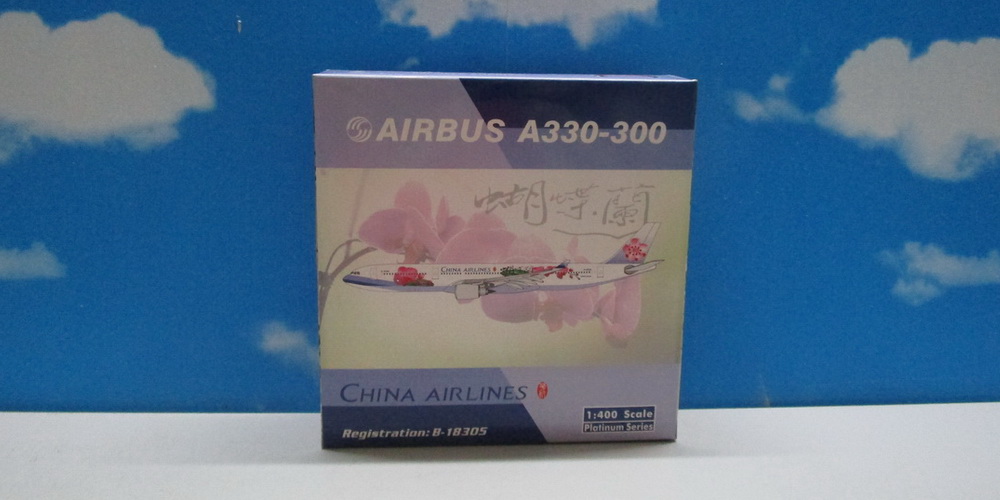 AIRBUS A330-300
蝴蝶蘭
CHINA AIRLINES
CHINA AIRLINES
Registration: B-18305
1:400 Scale
Platinum Series